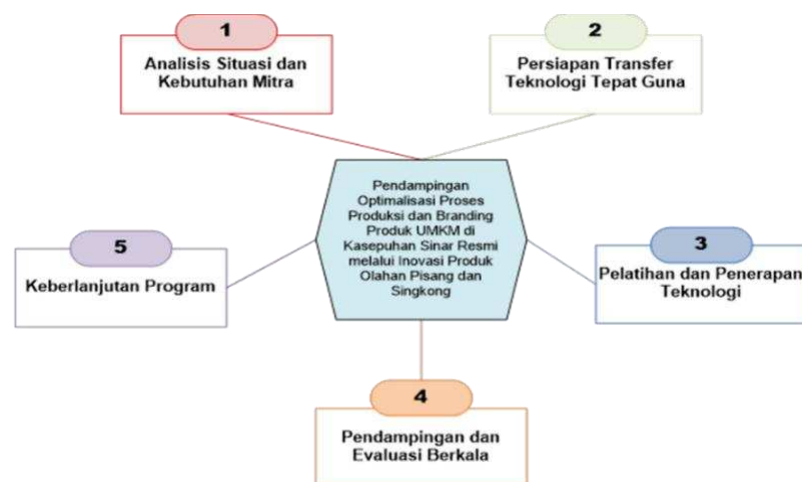 1
Analisis Situasi dan
Kebutuhan Mitra
2
Persiapan Transfer
Teknologi Tepat Guna
Pendampingan
Optimalisasi Proses
Produksi dan Branding
Produk UMKM di
Kasepuhan Sinar Resmi
melalui Inovasi Produk
Olahan Pisang dan
Singkong
3
Pelatihan dan Penerapan
Teknologi
4
Pendampingan dan
Evaluasi Berkala
5
Keberlanjutan Program